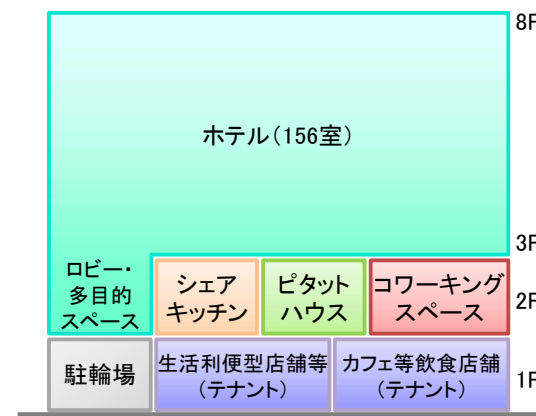 8F
ホテル(156室)
3F
ロビー・
多目的
スペース
シェア
キッチン
ピタット
ハウス
コワーキング
スペース
2F
駐輪場
生活利便型店舗等
(テナント)
カフェ等飲食店舗
(テナント)
1F